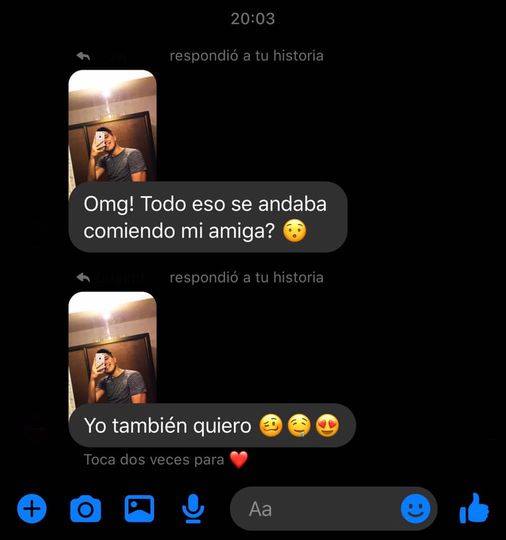 20:03
respondió a tu historia
Omg! Todo eso se andaba
comiendo mi amiga? 😯
respondió a tu historia
Yo también quiero 🥴🤤😍
Toca dos veces para ❤️
Aa